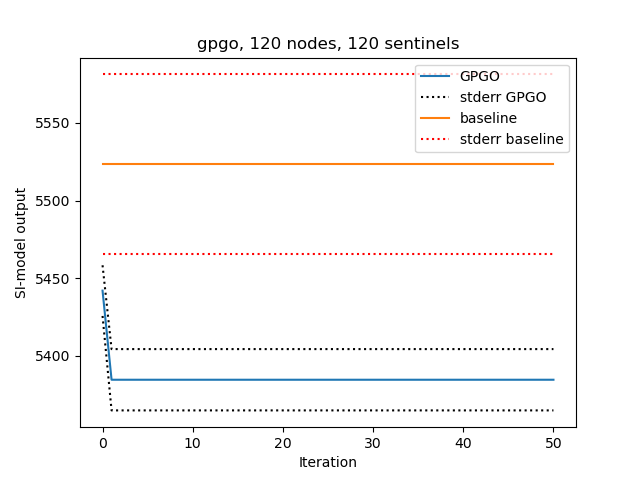 gpgo, 120 nodes, 120 sentinels
GPGO
stderr GPGO
baseline
stderr baseline
SI-model output
5550
5500
5450
5400
0 10 20 30 40 50
Iteration